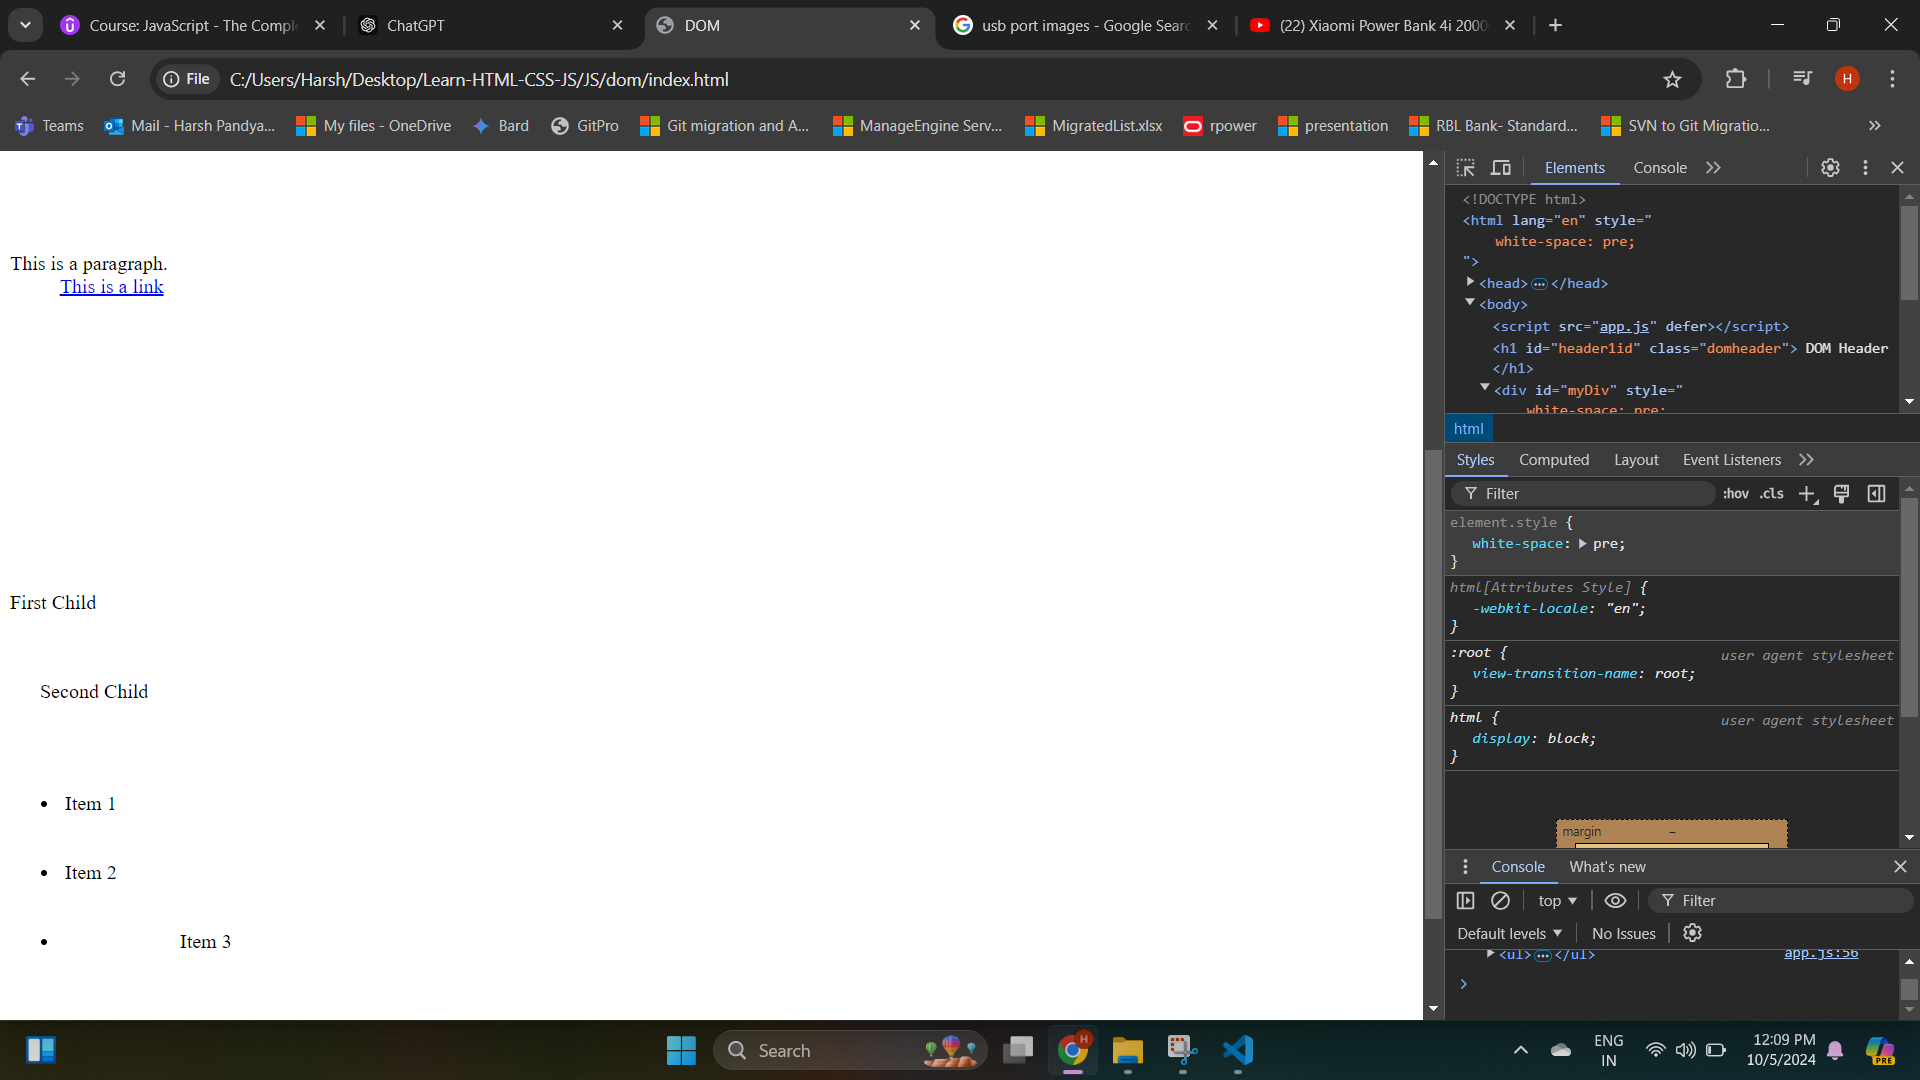 Course: JavaScript - The Comple
ChatGPT
DOM
usb port images - Google Searc
(22) Xiaomi Power Bank 4i 2000
File
C:/Users/Harsh/Desktop/Learn-HTML-CSS-JS/JS/dom/index.html
H
Teams
Mail - Harsh Pandya...
My files - OneDrive
Bard
GitPro
Git migration and A...
ManageEngine Serv...
MigratedList.xlsx
rpower
presentation
RBL Bank- Standard...
SVN to Git Migratio...
»
This is a paragraph.
This is a link
First Child
Second Child
• Item 1
• Item 2
• Item 3
Elements
Console
<!DOCTYPE html>
<html lang="en" style="
white-space: pre;
">
<head>…</head>
<body>
<script src="app.js" defer></script>
<h1 id="header1id" class="domheader"> DOM Header
</h1>
<div id="myDiv" style="
white-space: pre;
html
Styles
Computed
Layout
Event Listeners
Filter
:hov
.cls
element.style {
white-space: pre;
}
html[Attributes Style] {
-webkit-locale: "en";
}
:root {
user agent stylesheet
view-transition-name: root;
}
html {
user agent stylesheet
display: block;
}
margin
–
Console
What's new
top
Filter
Default levels
No Issues
<ul>…</ul>
app.js:56
Search
H
ENG
IN
12:09 PM
10/5/2024
PRE